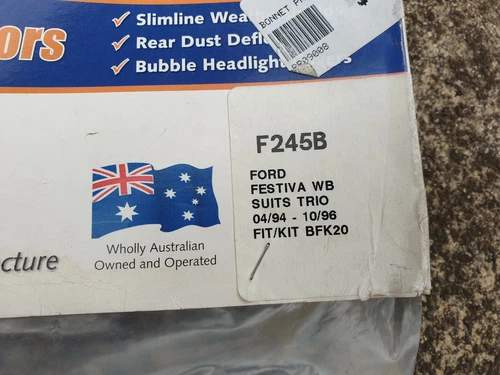 ors
✓ Slimline Wea
✓ Rear Dust Defle
✓ Bubble Headlight
BONNET P
F245B
FORD
FESTIVA WB
SUITS TRIO
04/94 - 10/96
FIT/KIT BFK20
Wholly Australian
Owned and Operated
cture